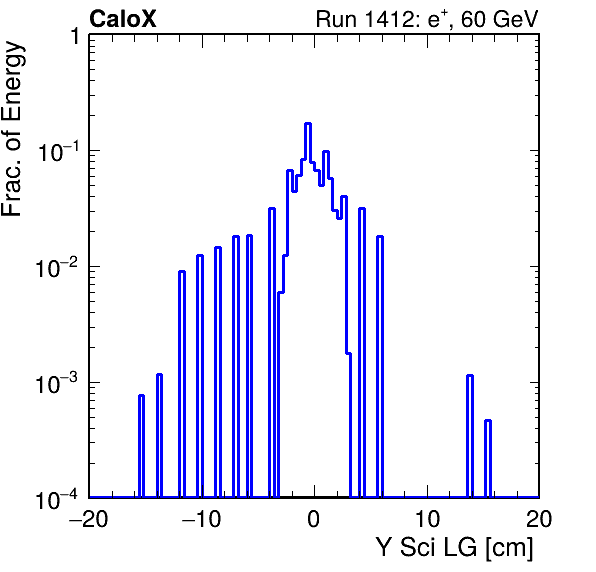 CaloX Run 1412: e⁺, 60 GeV
Frac. of Energy
1
10⁻¹
10⁻²
10⁻³
10⁻⁴
−20 −10 0 10 20
Y Sci LG [cm]